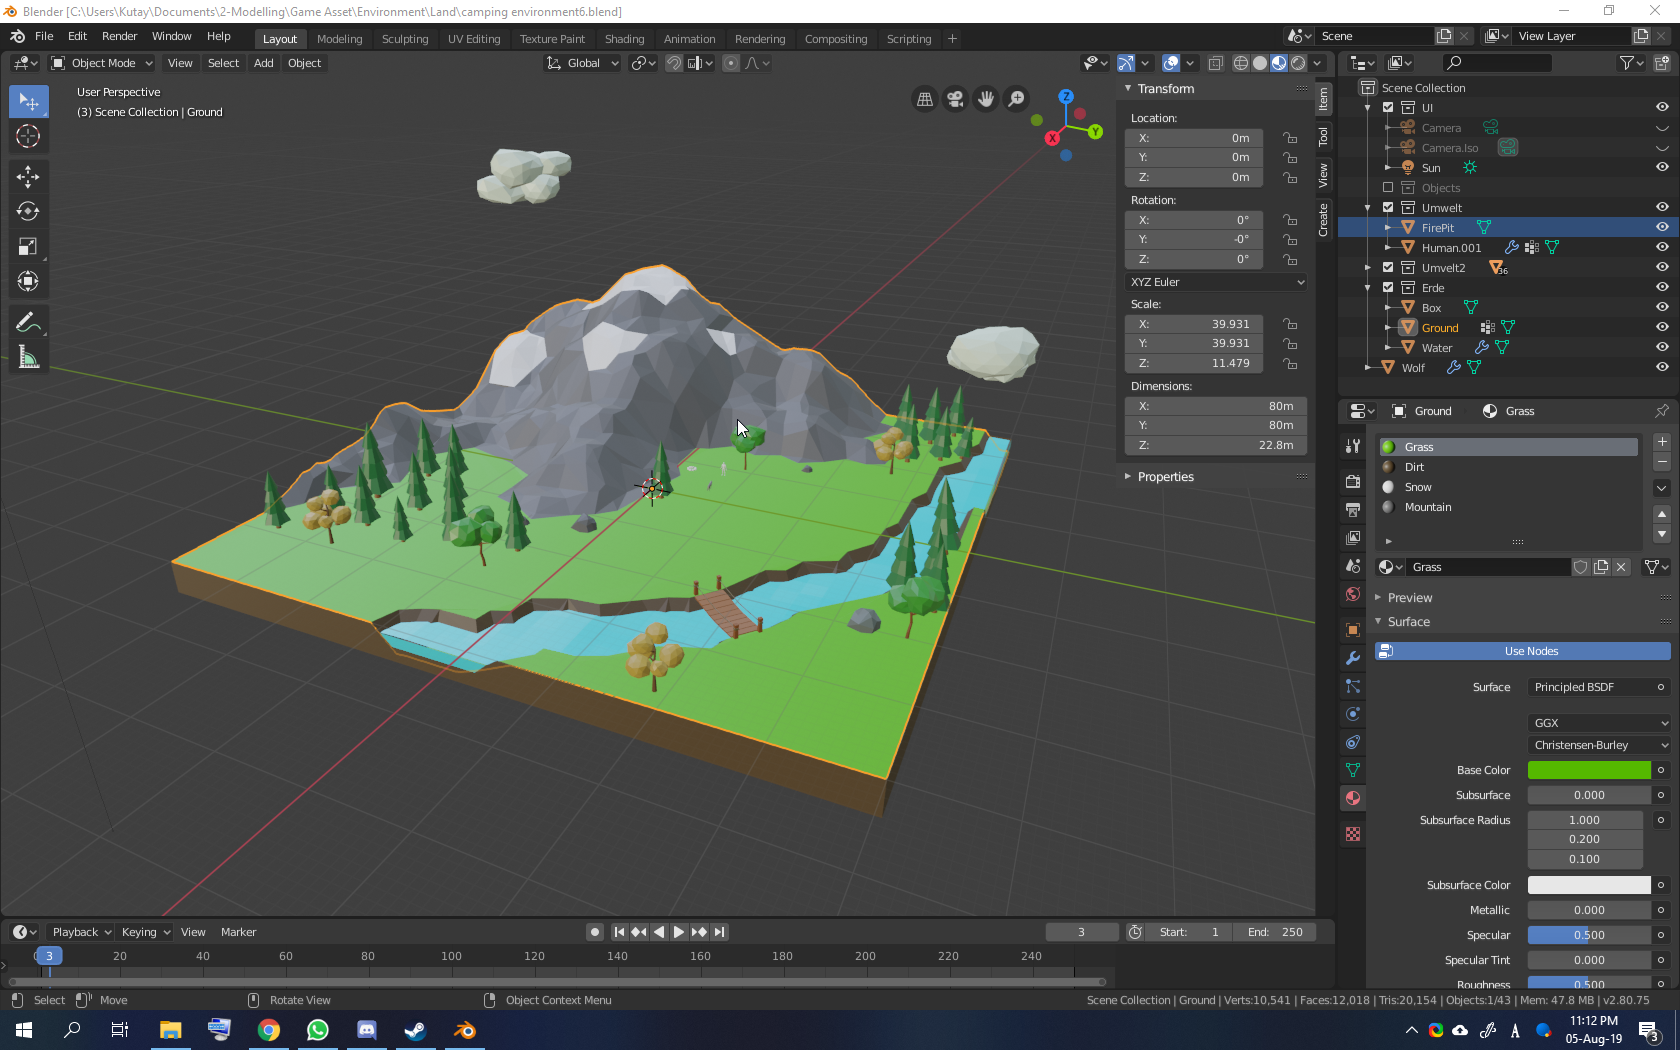 Blender [C:\Users\Kutay\Documents\2-Modelling\Game Asset\Environment\Land\camping environment6.blend]
File Edit Render Window Help Layout Modeling Sculpting UV Editing Texture Paint Shading Animation Rendering Compositing Scripting + Scene View Layer
Object Mode View Select Add Object Global
User Perspective
(3) Scene Collection | Ground
Z
Y
X
Transform
Location:
X: 0m
Y: 0m
Z: 0m
Rotation:
X: 0°
Y: -0°
Z: 0°
XYZ Euler
Scale:
X: 39.931
Y: 39.931
Z: 11.479
Dimensions:
X: 80m
Y: 80m
Z: 22.8m
Properties
Item
Tool
View
Create
Scene Collection
UI
Camera
Camera.Iso
Sun
Objects
Umwelt
FirePit
Human.001
Umvelt2 36
Erde
Box
Ground
Water
Wolf
Ground Grass
Grass
Dirt
Snow
Mountain
Grass
Preview
Surface
Use Nodes
Surface Principled BSDF
GGX
Christensen-Burley
Base Color
Subsurface 0.000
Subsurface Radius 1.000
0.200
0.100
Subsurface Color
Metallic 0.000
Specular 0.500
Specular Tint 0.000
Roughness 0.500
Playback Keying View Marker 3 Start: 1 End: 250
0 3 20 40 60 80 100 120 140 160 180 200 220 240
Select Move Rotate View Object Context Menu Scene Collection | Ground | Verts:10,541 | Faces:12,018 | Tris:20,154 | Objects:1/43 | Mem: 47.8 MB | v2.80.75
11:12 PM
05-Aug-19
3